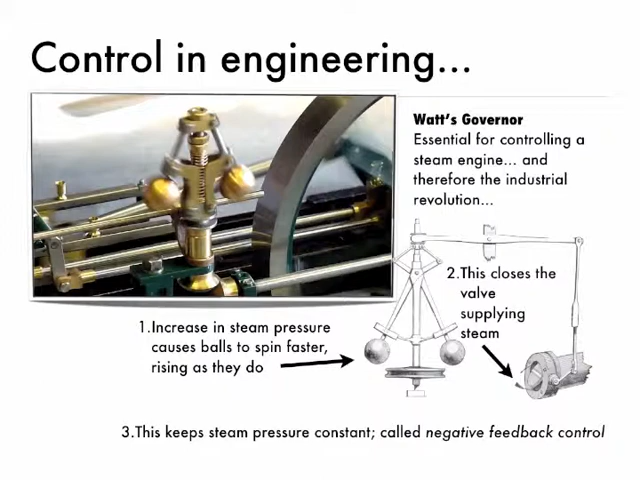 Control in engineering...
Watt's Governor
Essential for controlling a
steam engine... and
therefore the industrial
revolution...
2.This closes the
valve
supplying
steam
1.Increase in steam pressure
causes balls to spin faster,
rising as they do
3.This keeps steam pressure constant; called negative feedback control